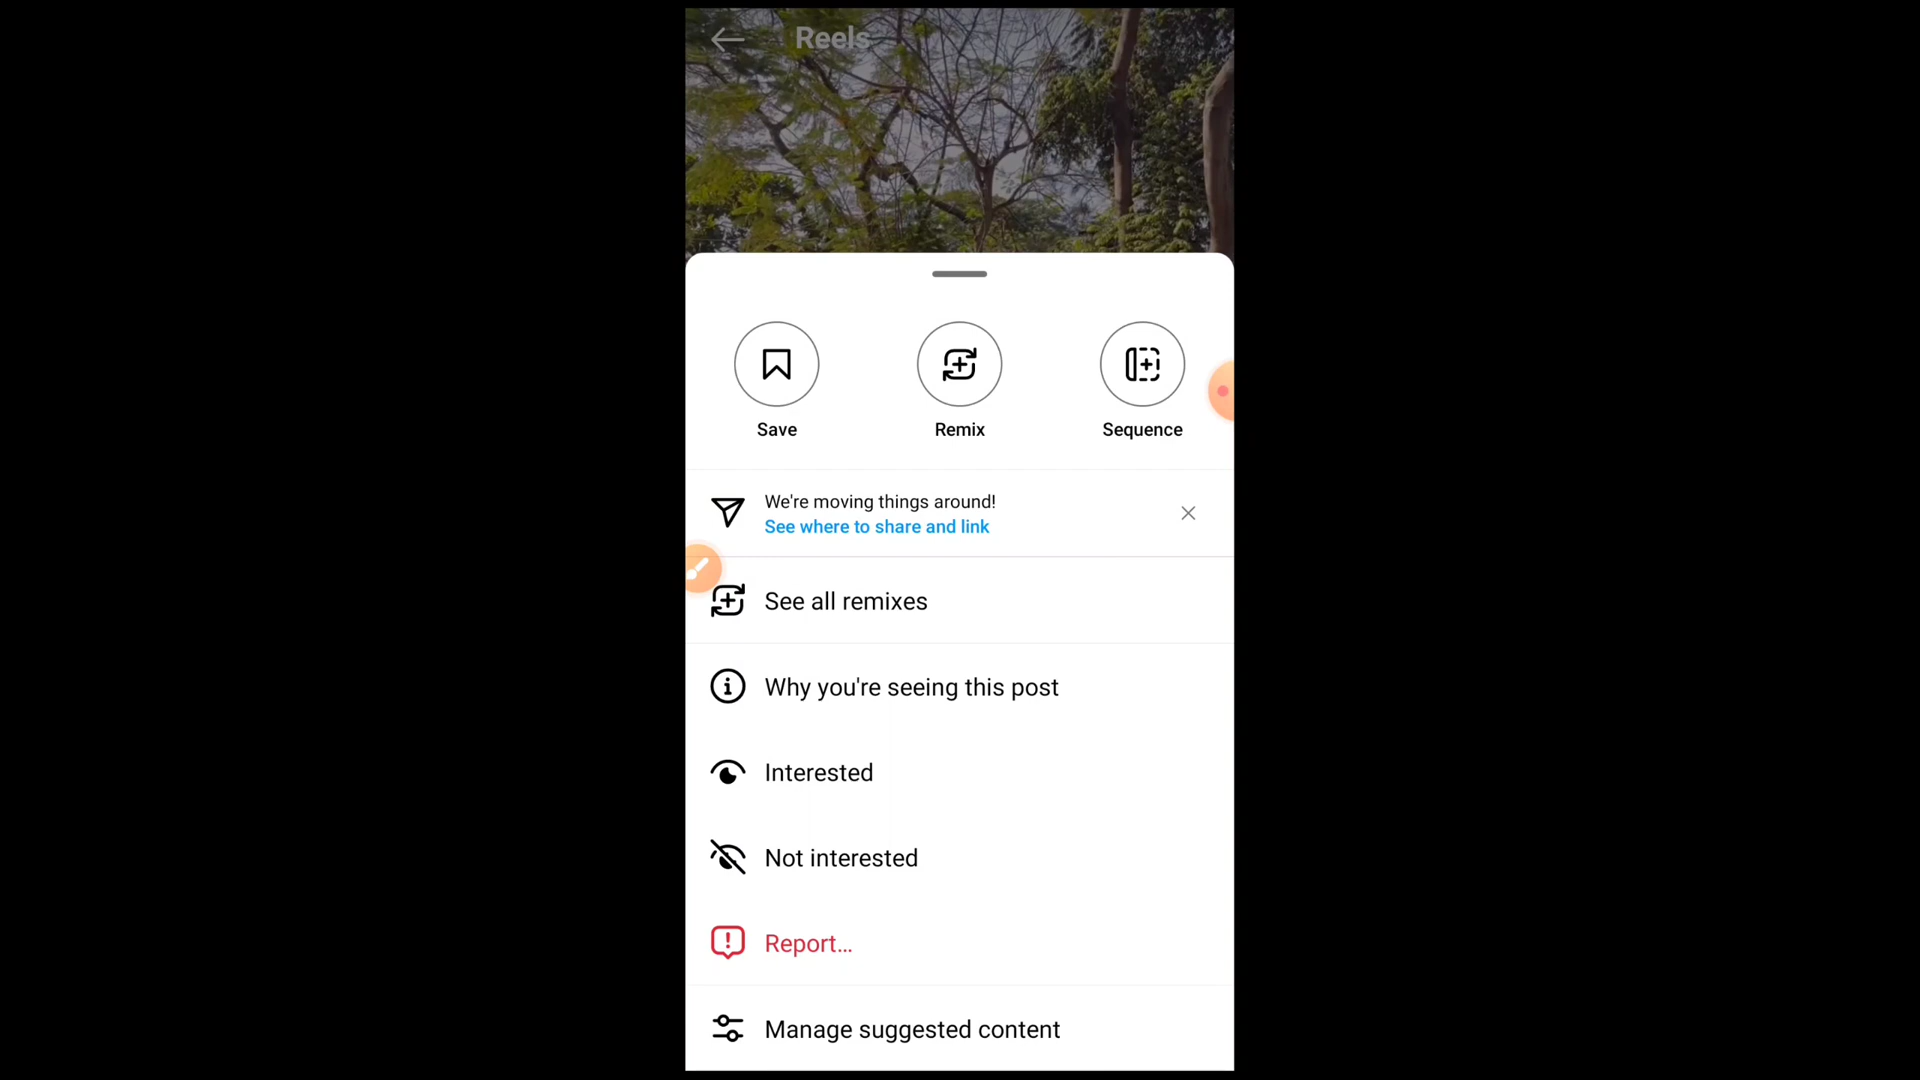 Reels
Save
Remix
Sequence
We're moving things around!
See where to share and link
See all remixes
Why you're seeing this post
Interested
Not interested
Report...
Manage suggested content